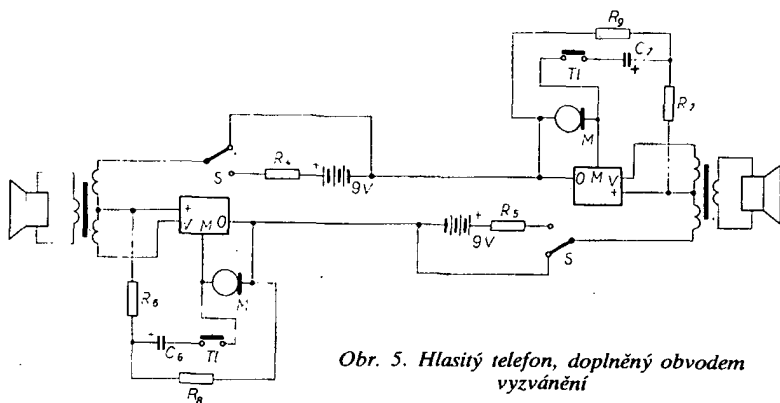 R9
Tl
C7
+
M
R7
S
R4
+
9V
O M V
+
+
V M O
+
9V
R5
S
R6
M
+
C6
Tl
R8
Obr. 5. Hlasitý telefon, doplněný obvodem
vyzvánění